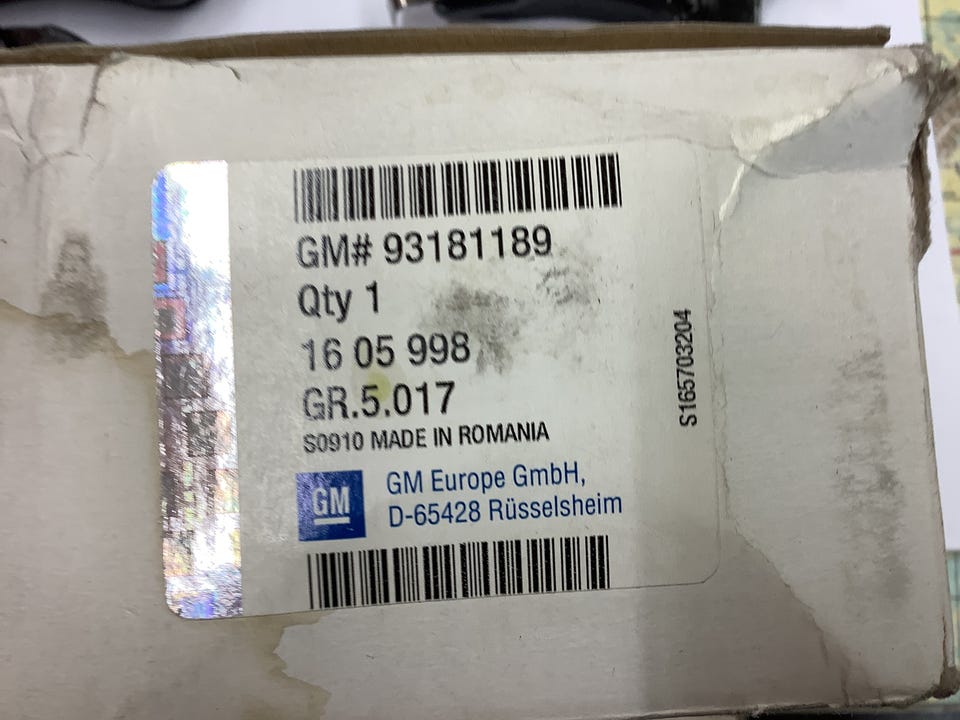 GM# 93181189
Qty 1
16 05 998
GR.5.017
S0910 MADE IN ROMANIA
GM
GM Europe GmbH,
D-65428 Rüsselsheim
S165703204